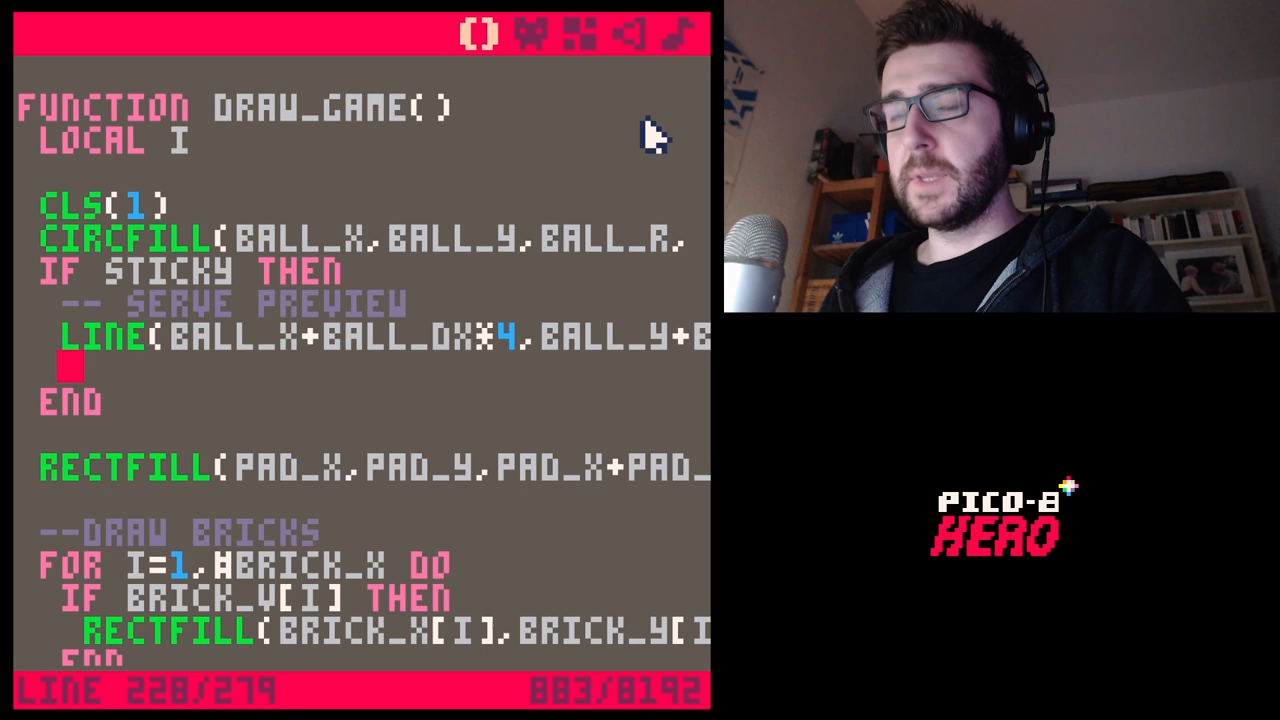 FUNCTION DRAW_GAME()
LOCAL I
CLS(1)
CIRCFILL(BALL_X,BALL_Y,BALL_R,
IF STICKY THEN
-- SERVE PREVIEW
LINE(BALL_X+BALL_DX*4,BALL_Y+B
END
RECTFILL(PAD_X,PAD_Y,PAD_X+PAD_
--DRAW BRICKS
FOR I=1,#BRICK_X DO
IF BRICK_V[I] THEN
RECTFILL(BRICK_X[I],BRICK_Y[I
END
LINE 228/279
883/8192
PICO-8
HERO